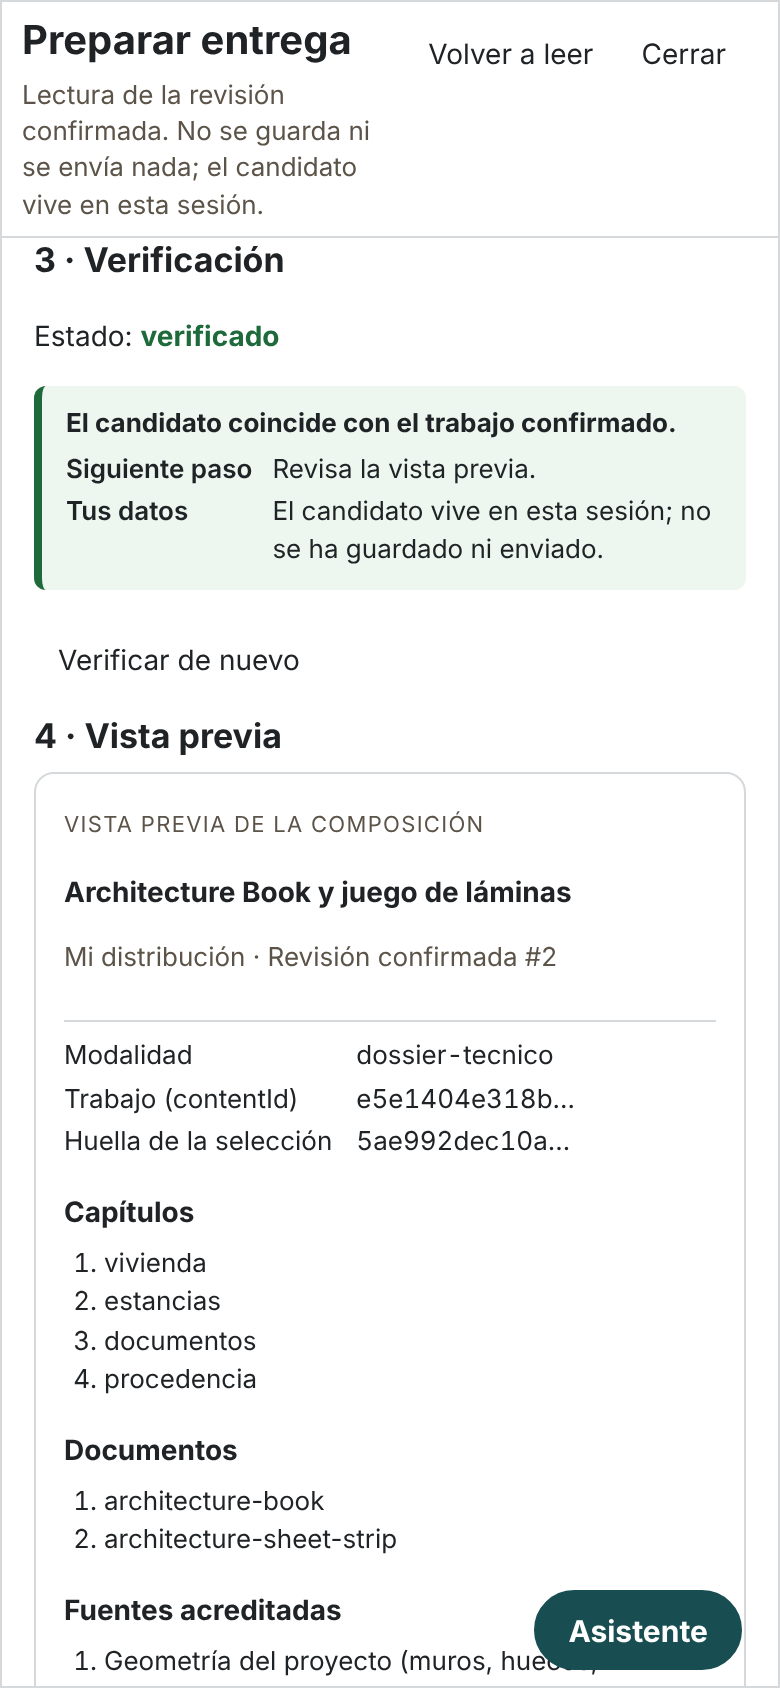 Preparar entrega
Volver a leer
Cerrar
Lectura de la revisión
confirmada. No se guarda ni
se envía nada; el candidato
vive en esta sesión.
3 · Verificación
Estado: verificado
El candidato coincide con el trabajo confirmado.
Siguiente paso Revisa la vista previa.
Tus datos El candidato vive en esta sesión; no
se ha guardado ni enviado.
Verificar de nuevo
4 · Vista previa
VISTA PREVIA DE LA COMPOSICIÓN
Architecture Book y juego de láminas
Mi distribución · Revisión confirmada #2
Modalidad dossier-tecnico
Trabajo (contentId) e5e1404e318b...
Huella de la selección 5ae992dec10a...
Capítulos
1. vivienda
2. estancias
3. documentos
4. procedencia
Documentos
1. architecture-book
2. architecture-sheet-strip
Fuentes acreditadas
Asistente
1. Geometría del proyecto (muros,